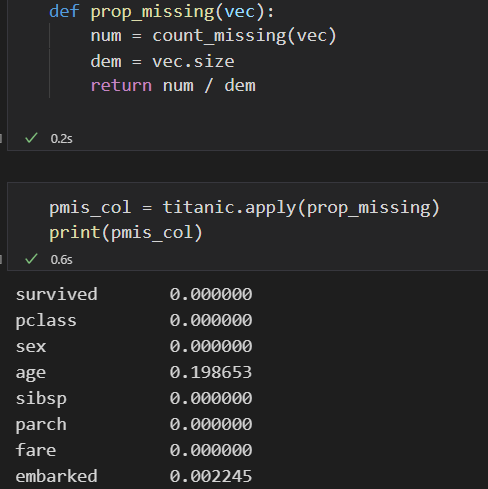 def prop_missing(vec):
    num = count_missing(vec)
    dem = vec.size
    return num / dem
0.2s
pmis_col = titanic.apply(prop_missing)
print(pmis_col)
0.6s
survived       0.000000
pclass         0.000000
sex            0.000000
age            0.198653
sibsp          0.000000
parch          0.000000
fare           0.000000
embarked       0.002245